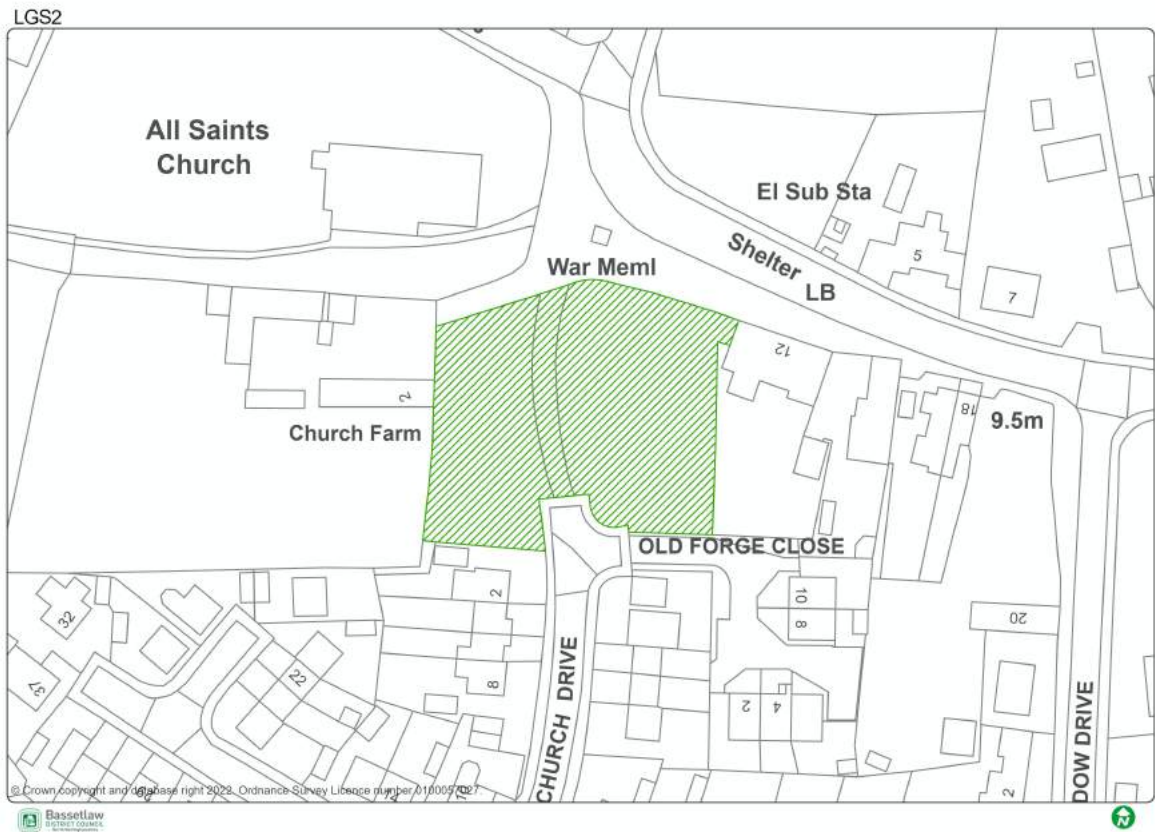 LGS2
All Saints
Church
El Sub Sta
Shelter
LB
War Meml
5
7
12
2
Church Farm
18
9.5m
OLD FORGE CLOSE
32
2
10
8
20
37
22
8
CHURCH DRIVE
2
4
DOW DRIVE
2
© Crown copyright and database right 2022. Ordnance Survey Licence number
Bassetlaw
DISTRICT COUNCIL
N